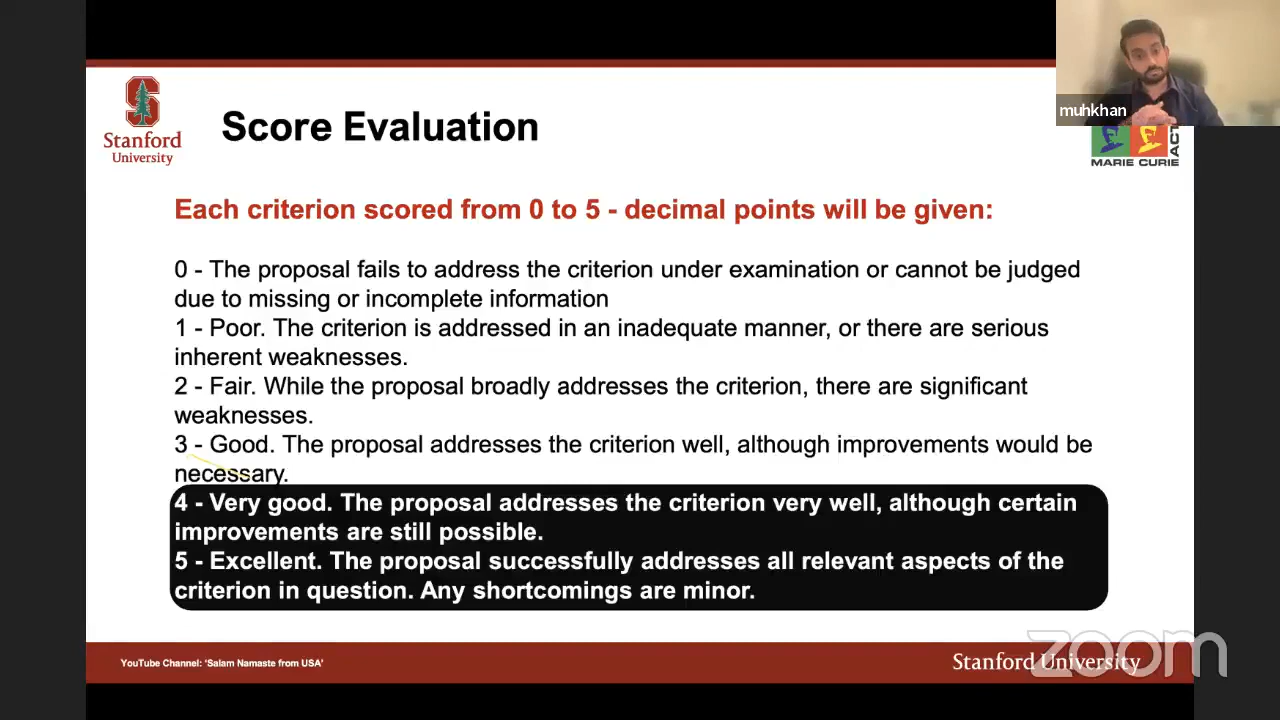 muhkhan
Stanford
University
Score Evaluation
MARIE CURIE
ACT
Each criterion scored from 0 to 5 - decimal points will be given:
0 - The proposal fails to address the criterion under examination or cannot be judged
due to missing or incomplete information
1 - Poor. The criterion is addressed in an inadequate manner, or there are serious
inherent weaknesses.
2 - Fair. While the proposal broadly addresses the criterion, there are significant
weaknesses.
3 - Good. The proposal addresses the criterion well, although improvements would be
necessary.
4 - Very good. The proposal addresses the criterion very well, although certain
improvements are still possible.
5 - Excellent. The proposal successfully addresses all relevant aspects of the
criterion in question. Any shortcomings are minor.
YouTube Channel: 'Salam Namaste from USA'
Stanford University
zoom